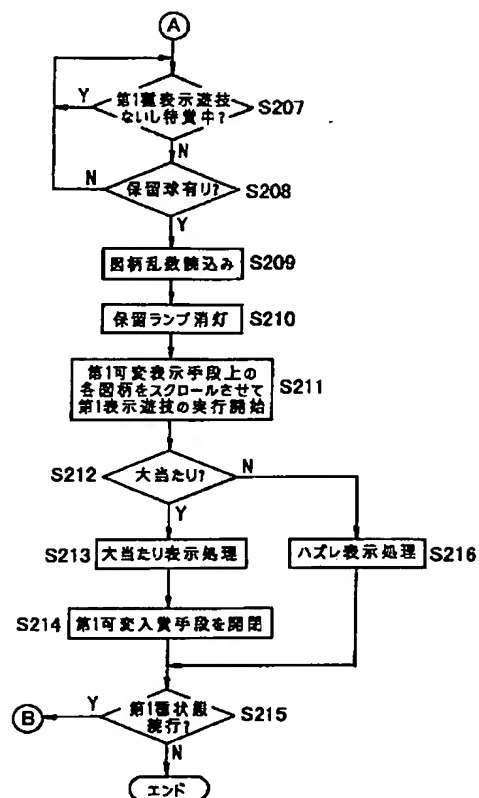 A
第1種表示遊技
ないし特賞中?
Y
S207
N
N
保留球有り?
S208
Y
図柄乱数読込み
S209
保留ランプ消灯
S210
第1可変表示手段上の
各図柄をスクロールさせて
第1表示遊技の実行開始
S211
S212
大当たり?
N
Y
S213
大当たり表示処理
ハズレ表示処理
S216
S214
第1可変入賞手段を開閉
B
Y
第1種状態
続行?
S215
N
エンド